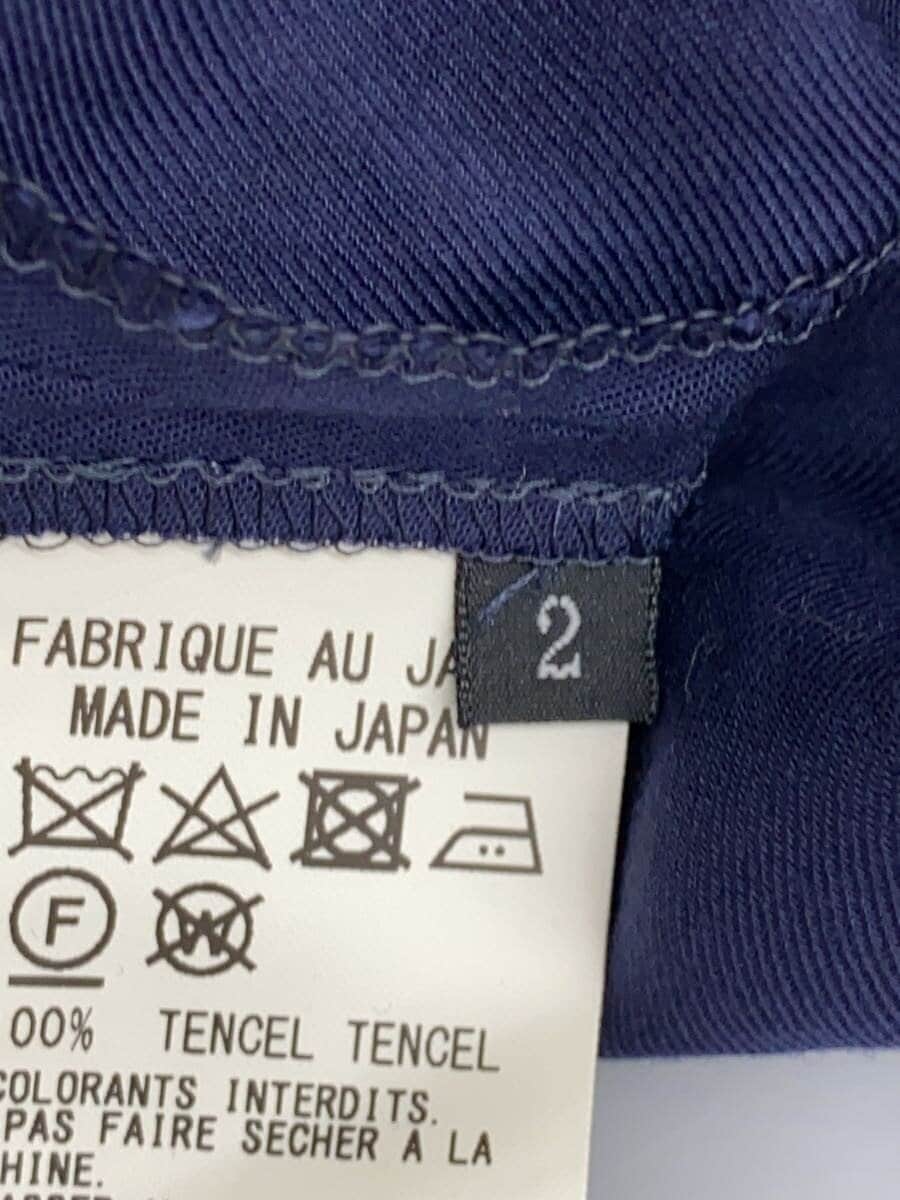 2
FABRIQUE AU JA
MADE IN JAPAN
F
W
00% TENCEL TENCEL
COLORANTS INTERDITS.
PAS FAIRE SECHER A LA
HINE.